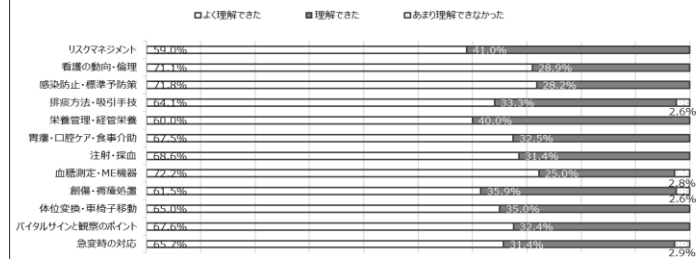 よく理解できた 理解できた あまり理解できなかった
リスクマネジメント 59.0% 41.0%
看護の動向・倫理 71.1% 28.9%
感染防止・標準予防策 71.8% 28.2%
排痰方法・吸引手技 64.1% 33.3% 2.6%
栄養管理・経管栄養 60.0% 40.0%
胃瘻・口腔ケア・食事介助 67.5% 32.5%
注射・採血 68.6% 31.4%
血糖測定・ME機器 72.2% 25.0% 2.8%
創傷・褥瘡処置 61.5% 35.9% 2.6%
体位変換・車椅子移動 65.0% 35.0%
バイタルサインと観察のポイント 67.6% 32.4%
急変時の対応 65.7% 31.4% 2.9%